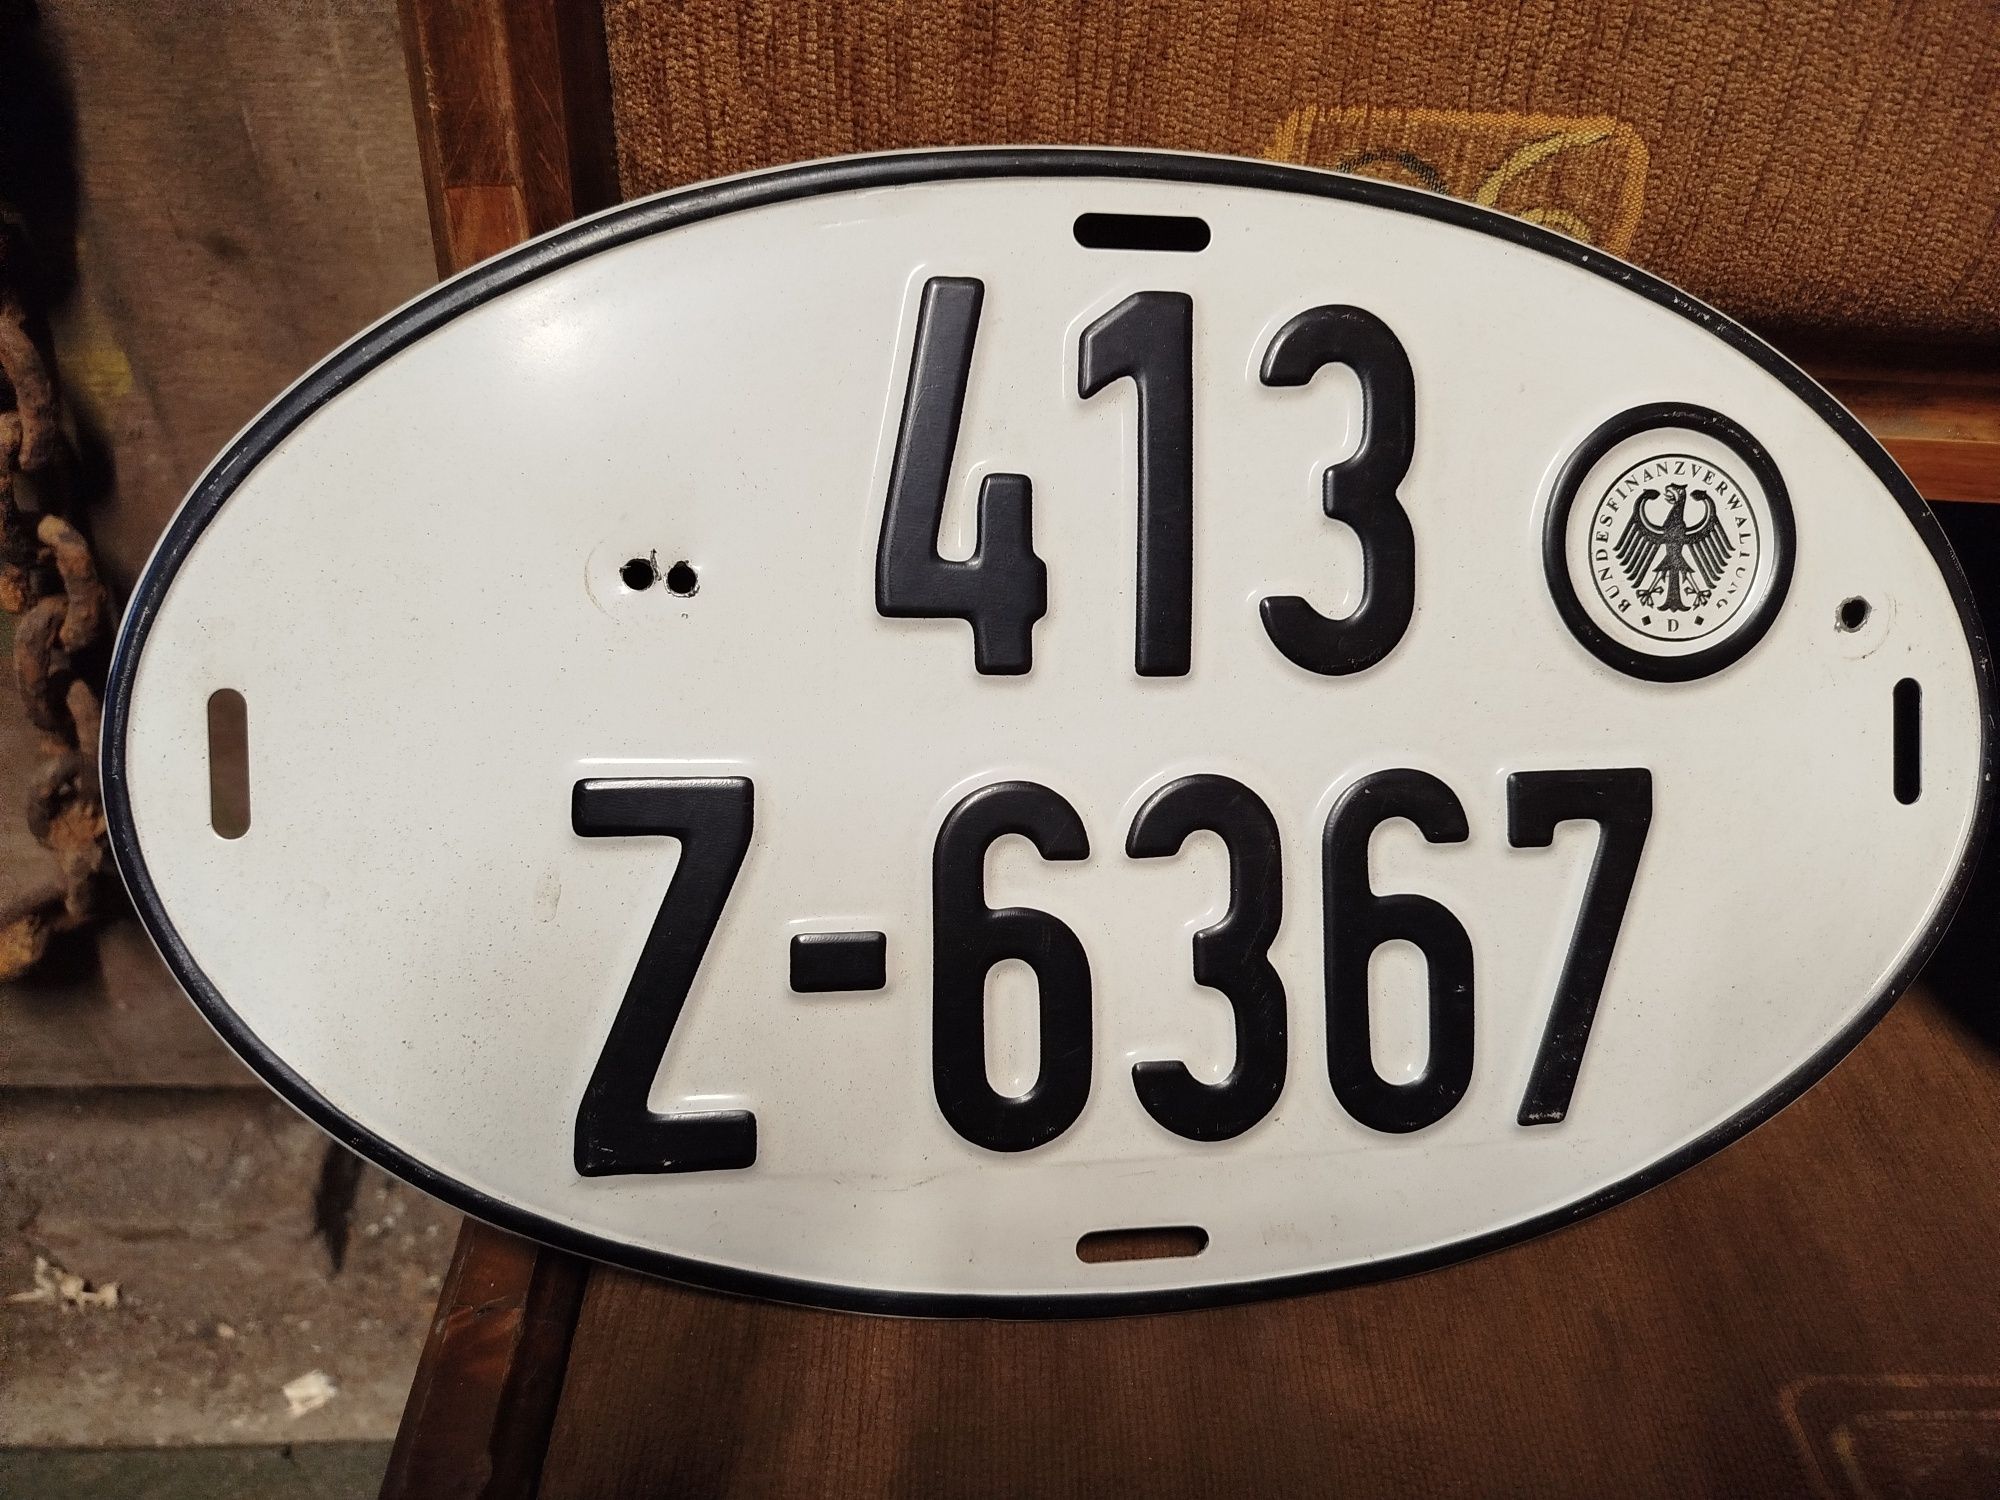 413
BUNDESFINANZVERWALTUNG
D
Z-6367